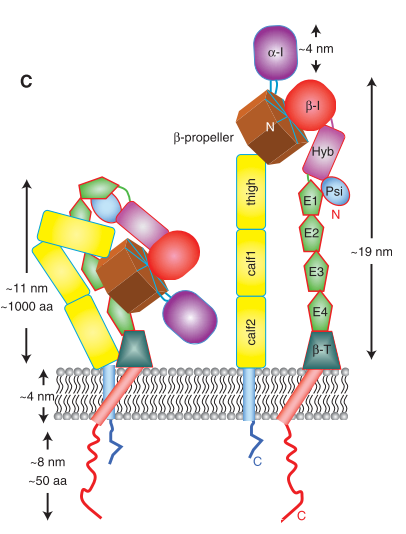 C
α-I
~4 nm
β-I
β-propeller
N
Hyb
Psi
N
thigh
E1
E2
~19 nm
calf1
E3
~11 nm
~1000 aa
E4
calf2
β-T
~4 nm
~8 nm
~50 aa
C
C